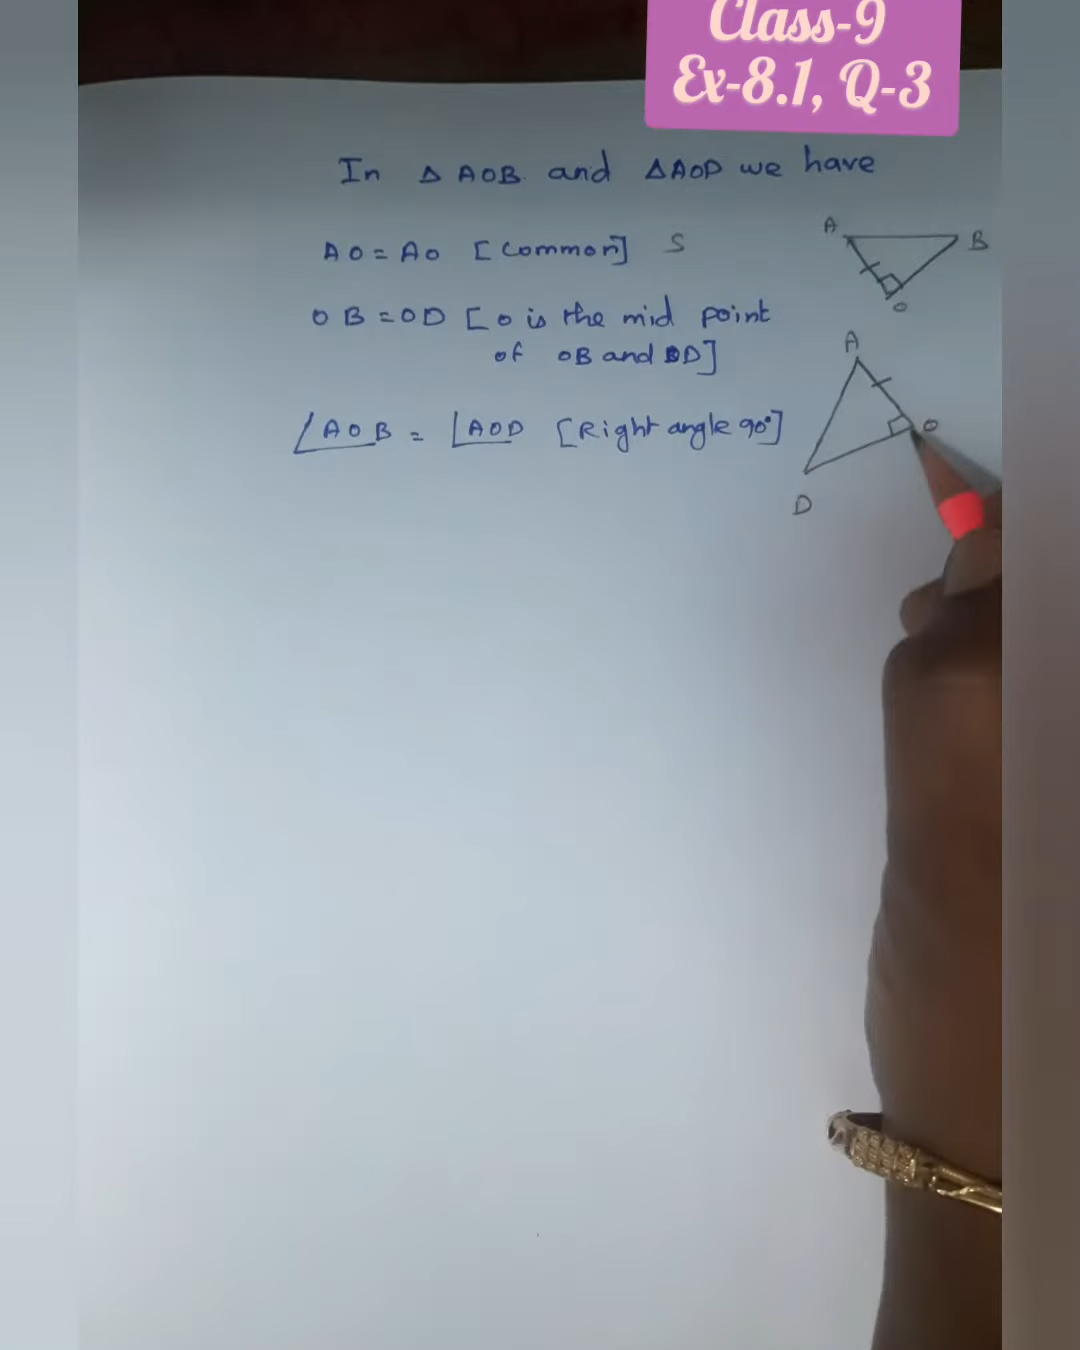 Class-9
Ex-8.1, Q-3
In △AOB and △AOD we have
AO = AO [Common] S
OB = OD [O is the mid point
of OB and OD]
∠AOB = ∠AOD [Right angle 90°]
A
B
O
A
O
D